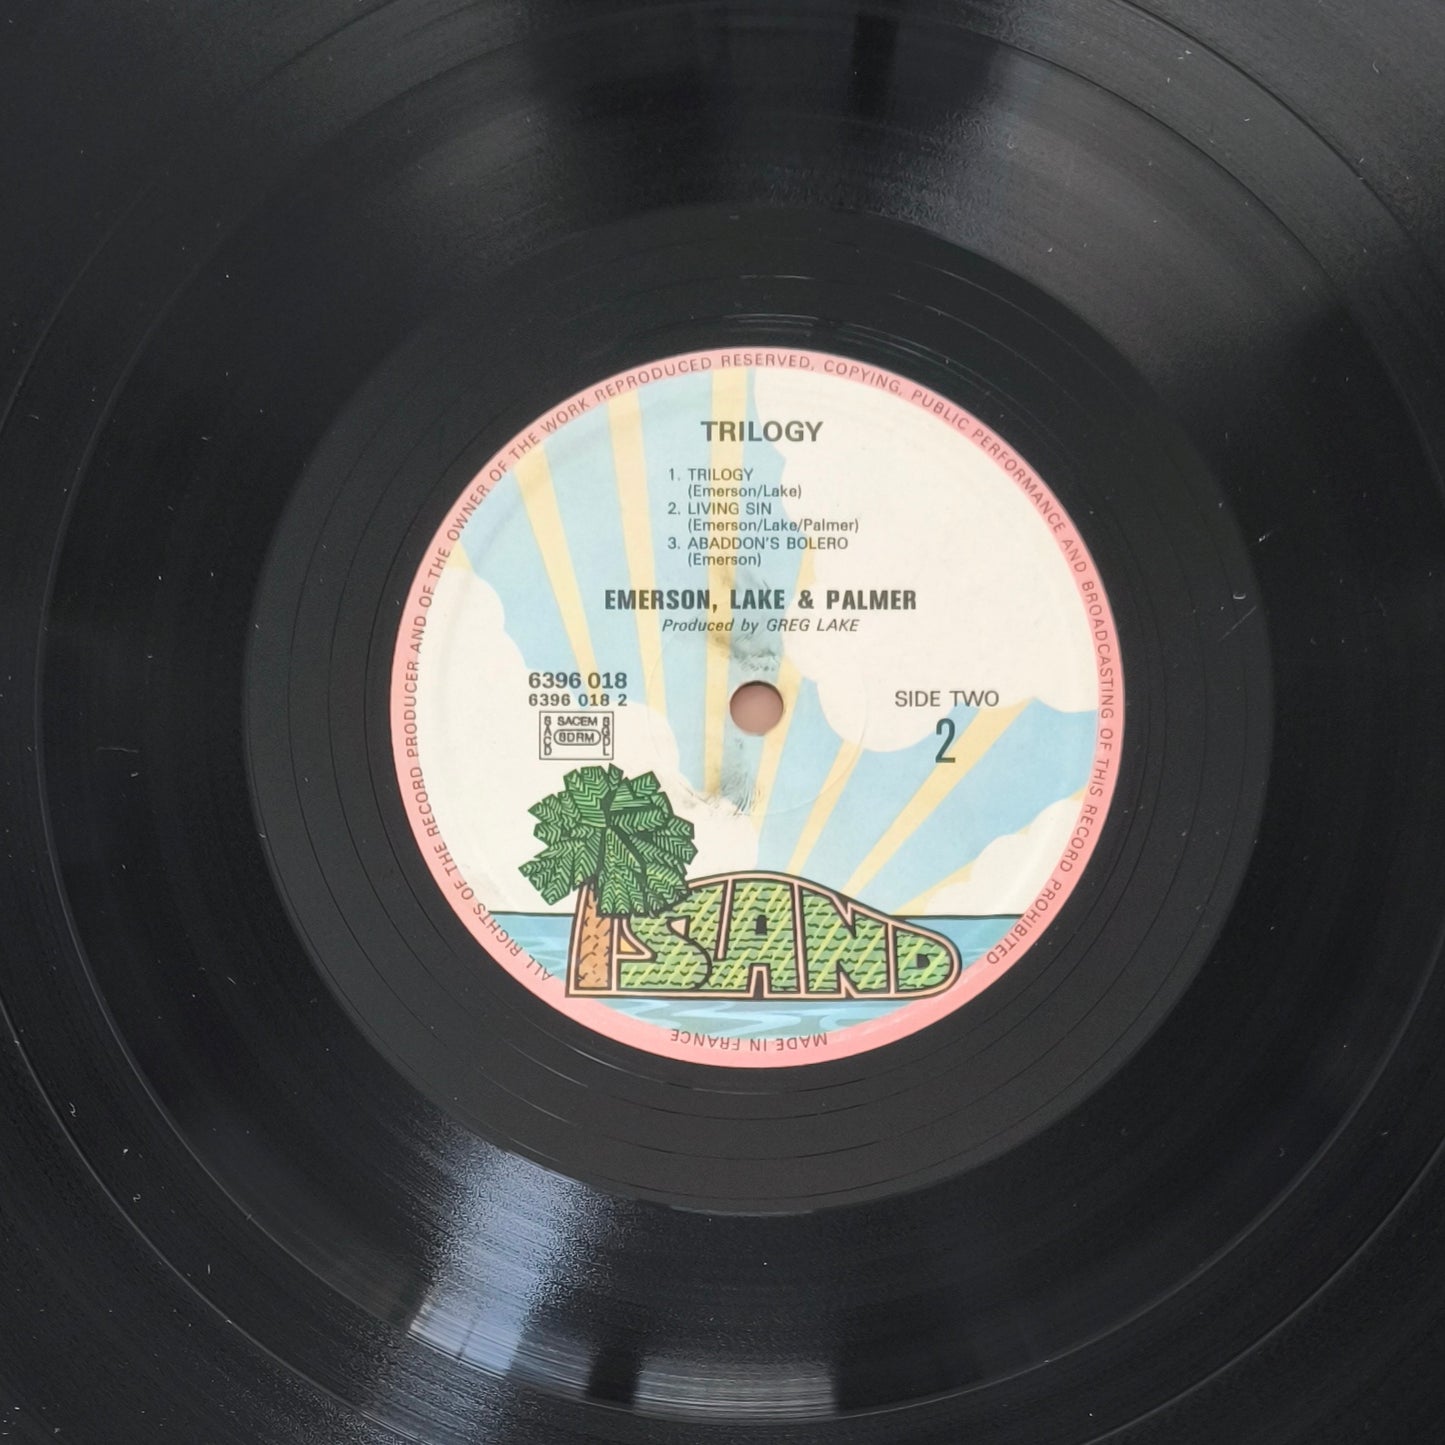 ALL RIGHTS OF THE RECORD PRODUCER AND OF THE OWNER OF THE WORK REPRODUCED RESERVED, COPYING, PUBLIC PERFORMANCE AND BROADCASTING OF THIS RECORD PROHIBITED
TRILOGY
1. TRILOGY
(Emerson/Lake)
2. LIVING SIN
(Emerson/Lake/Palmer)
3. ABADDON'S BOLERO
(Emerson)
EMERSON, LAKE & PALMER
Produced by GREG LAKE
6396 018
6396 018 2
SACEM
SACD
SDRM
SGDL
SIDE TWO
2
ISLAND
MADE IN FRANCE